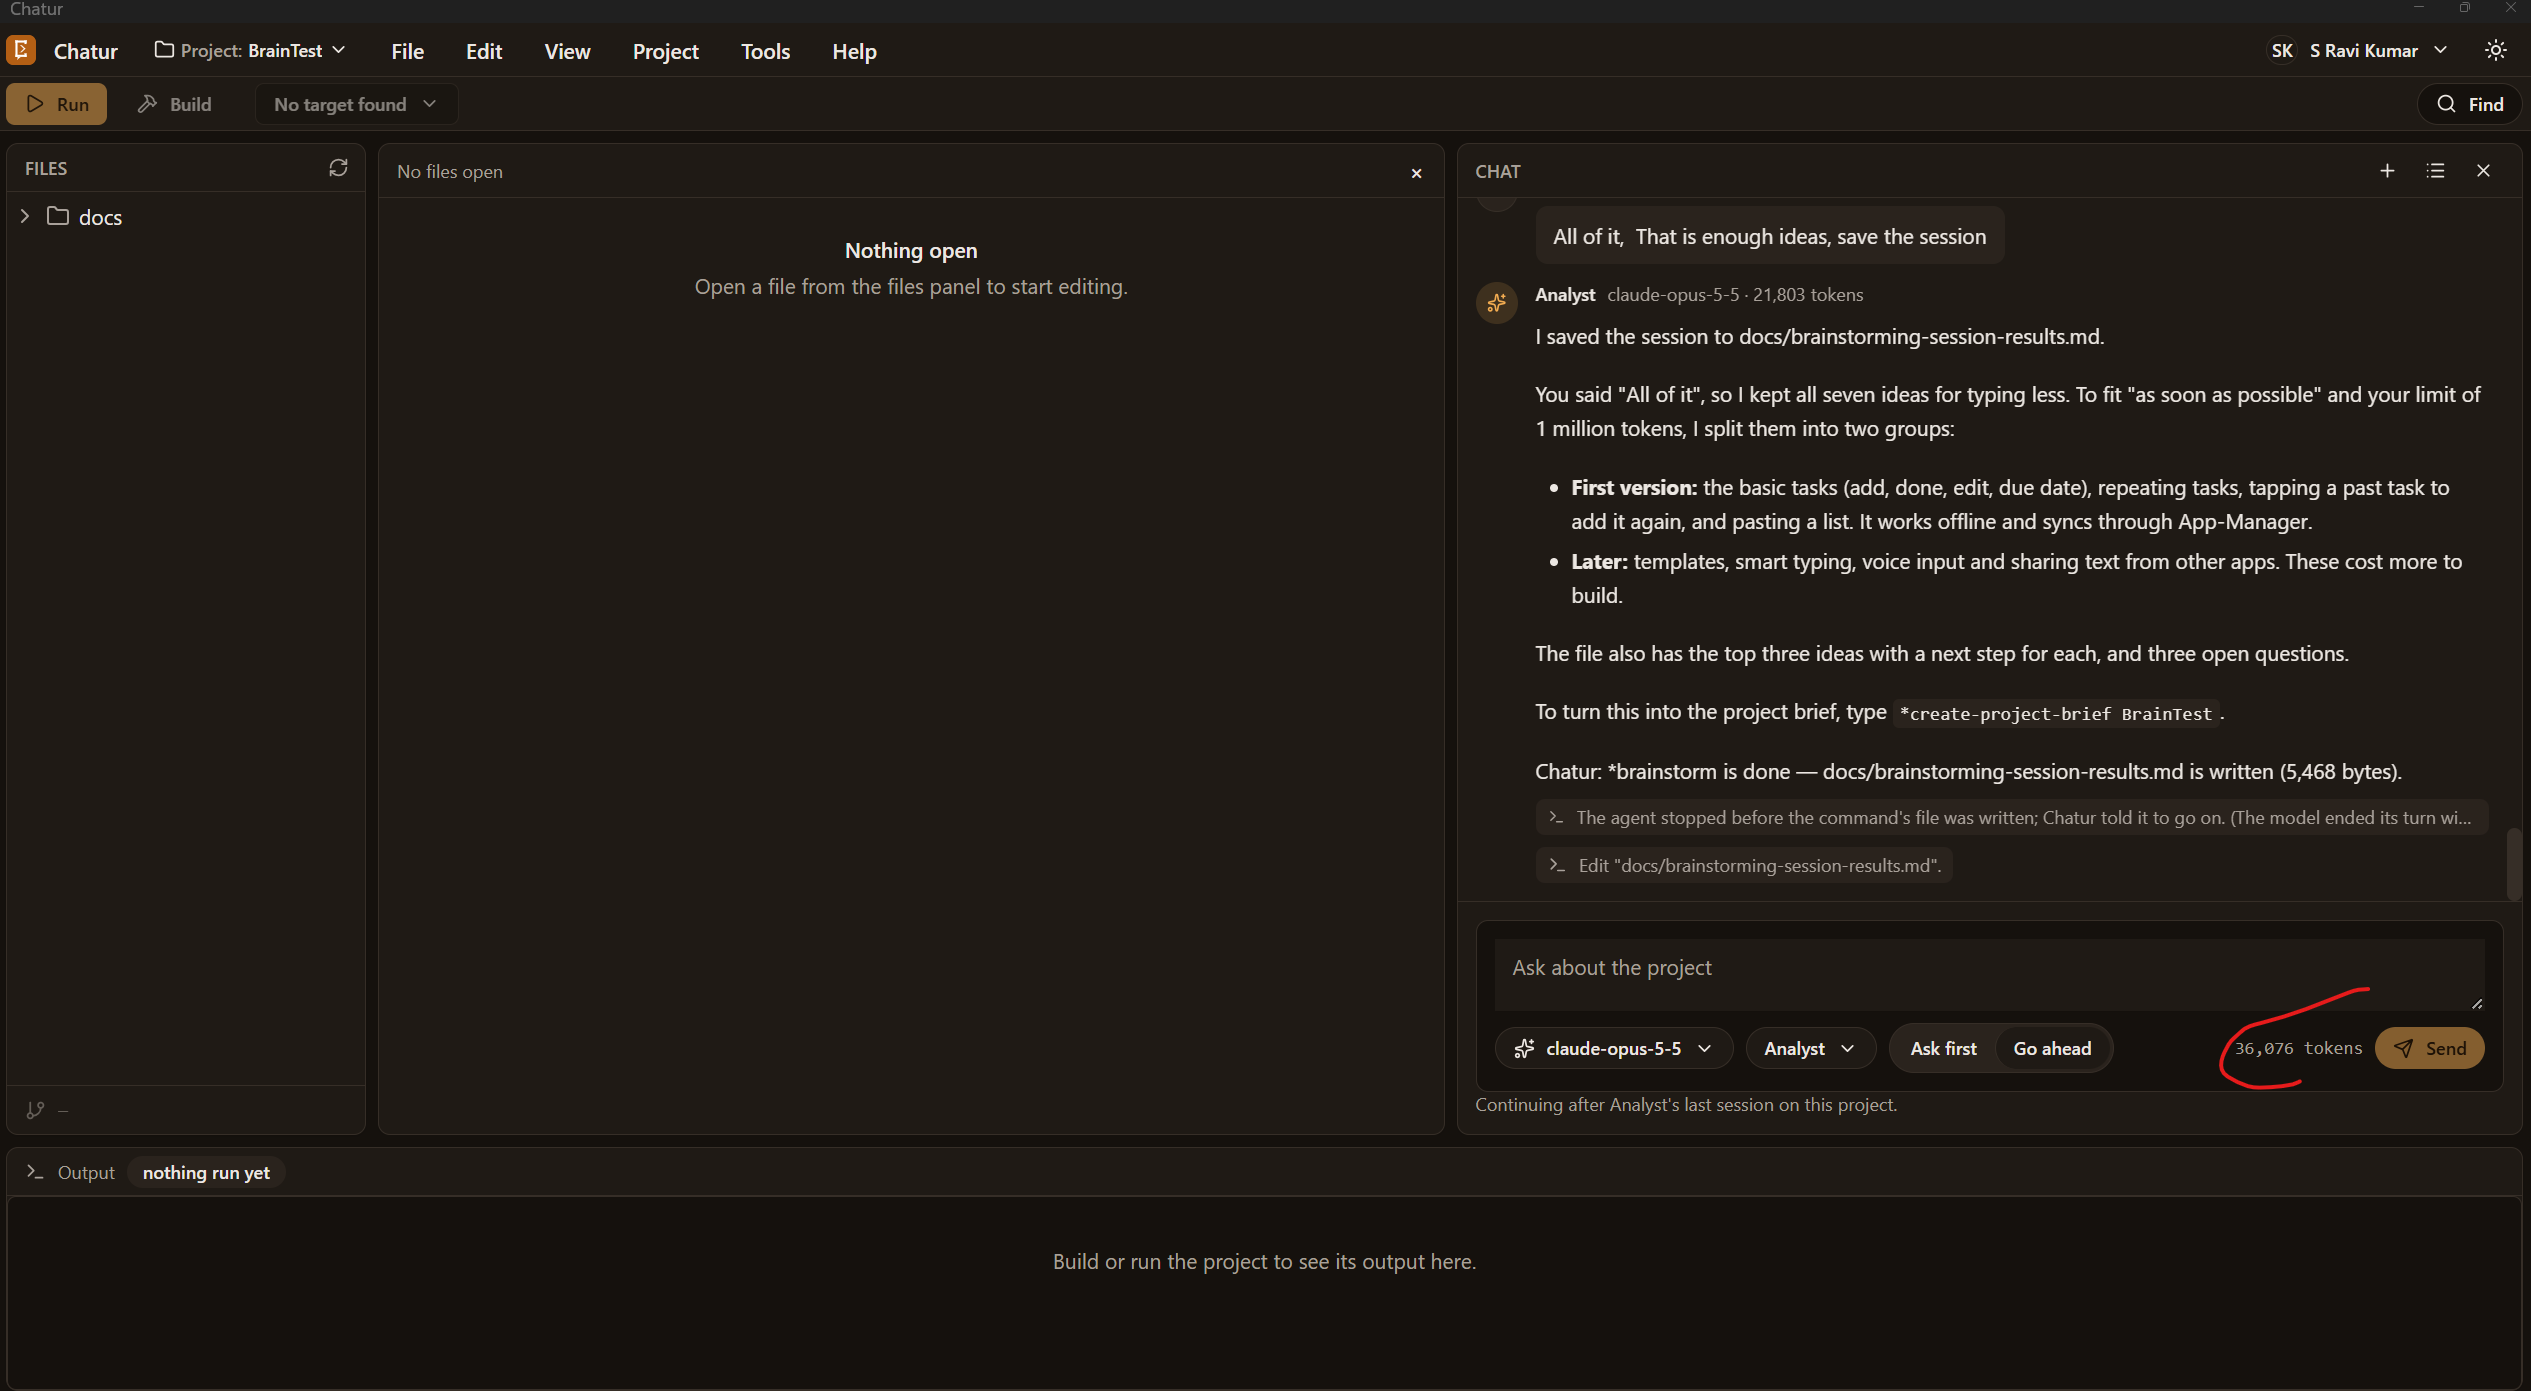 Chatur
Chatur
Project: BrainTest
File
Edit
View
Project
Tools
Help
SK
S Ravi Kumar
Run
Build
No target found
Find
FILES
docs
–
No files open
Nothing open
Open a file from the files panel to start editing.
CHAT
All of it,  That is enough ideas, save the session
Analyst claude-opus-5-5 · 21,803 tokens
I saved the session to docs/brainstorming-session-results.md.
You said "All of it", so I kept all seven ideas for typing less. To fit "as soon as possible" and your limit of
1 million tokens, I split them into two groups:
• First version: the basic tasks (add, done, edit, due date), repeating tasks, tapping a past task to
add it again, and pasting a list. It works offline and syncs through App-Manager.
• Later: templates, smart typing, voice input and sharing text from other apps. These cost more to
build.
The file also has the top three ideas with a next step for each, and three open questions.
To turn this into the project brief, type *create-project-brief BrainTest.
Chatur: *brainstorm is done — docs/brainstorming-session-results.md is written (5,468 bytes).
The agent stopped before the command's file was written; Chatur told it to go on. (The model ended its turn wi...
Edit "docs/brainstorming-session-results.md".
Ask about the project
claude-opus-5-5
Analyst
Ask first
Go ahead
36,076 tokens
Send
Continuing after Analyst's last session on this project.
Output
nothing run yet
Build or run the project to see its output here.